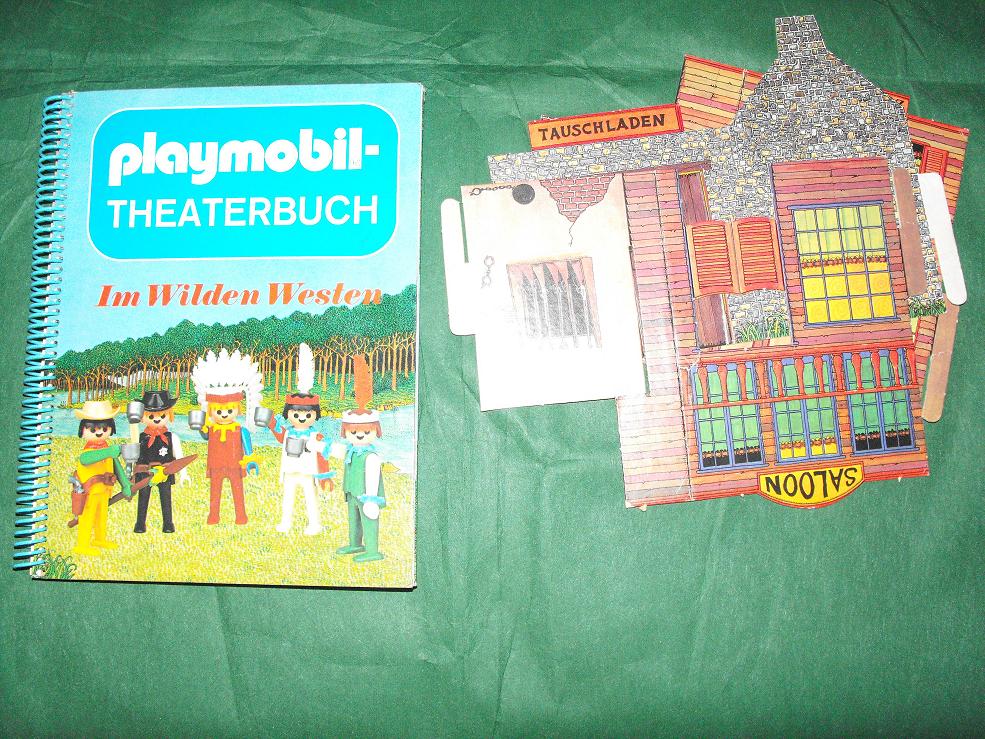 playmobil-
THEATERBUCH
Im Wilden Westen
TAUSCHLADEN
SALOON